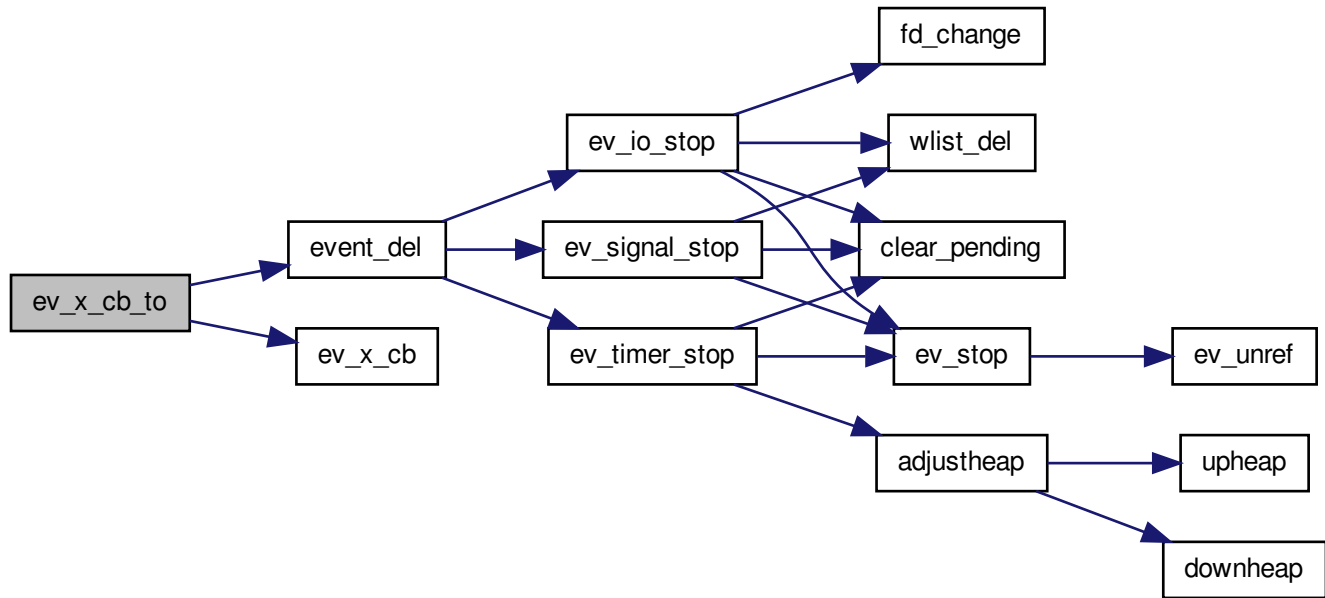 fd_change
ev_io_stop
wlist_del
event_del
ev_signal_stop
clear_pending
ev_x_cb_to
ev_x_cb
ev_timer_stop
ev_stop
ev_unref
adjustheap
upheap
downheap